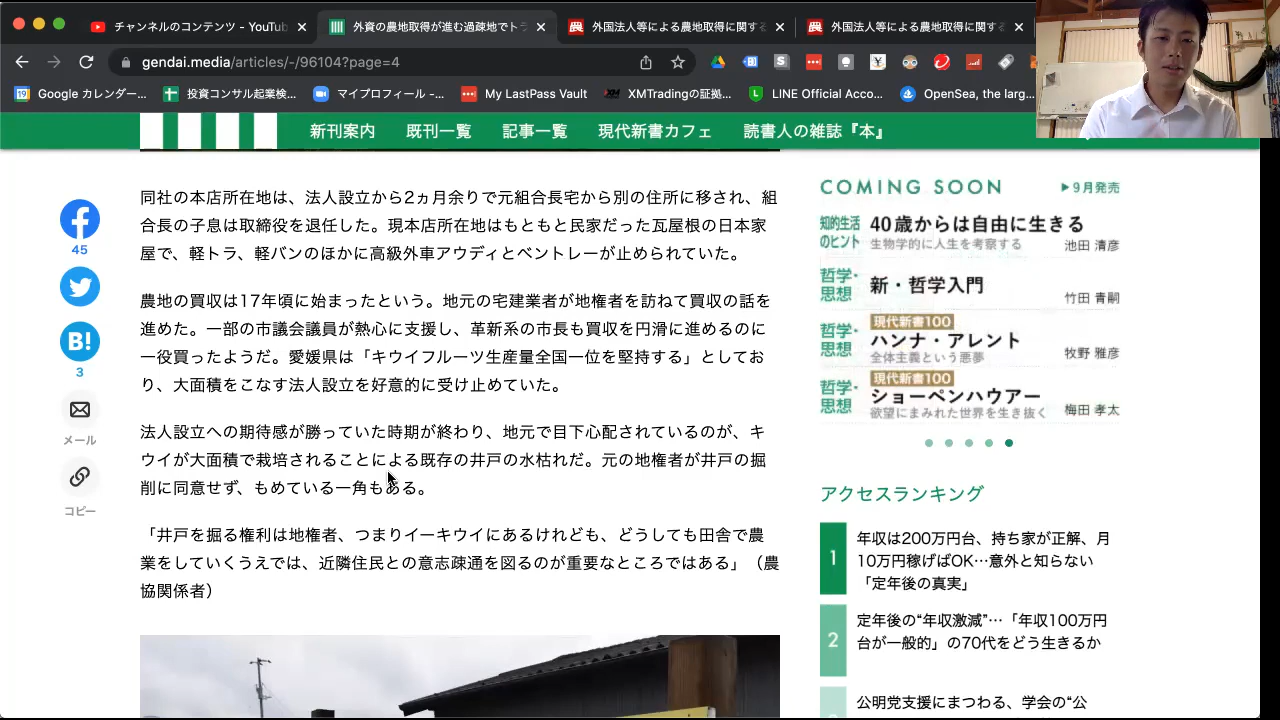 チャンネルのコンテンツ - YouTub
外資の農地取得が進む過疎地でトラ
外国法人等による農地取得に関する
外国法人等による農地取得に関する
gendai.media/articles/-/96104?page=4
Google カレンダー...
投資コンサル起業検...
マイプロフィール -...
My LastPass Vault
XMTradingの証拠...
LINE Official Acco...
OpenSea, the larg...
新刊案内
既刊一覧
記事一覧
現代新書カフェ
読書人の雑誌『本』
45
3
メール
コピー
同社の本店所在地は、法人設立から2ヵ月余りで元組合長宅から別の住所に移され、組
合長の子息は取締役を退任した。現本店所在地はもともと民家だった瓦屋根の日本家
屋で、軽トラ、軽バンのほかに高級外車アウディとベントレーが止められていた。
農地の買収は17年頃に始まったという。地元の宅建業者が地権者を訪ねて買収の話を
進めた。一部の市議会議員が熱心に支援し、革新系の市長も買収を円滑に進めるのに
一役買ったようだ。愛媛県は「キウイフルーツ生産量全国一位を堅持する」としてお
り、大面積をこなす法人設立を好意的に受け止めていた。
法人設立への期待感が勝っていた時期が終わり、地元で目下心配されているのが、キ
ウイが大面積で栽培されることによる既存の井戸の水枯れだ。元の地権者が井戸の掘
削に同意せず、もめている一角もある。
「井戸を掘る権利は地権者、つまりイーキウイにあるけれども、どうしても田舎で農
業をしていくうえでは、近隣住民との意志疎通を図るのが重要なところではある」（農
協関係者）
COMING SOON
▶9月発売
知的生活
のヒント
40歳からは自由に生きる
生物学的に人生を考察する
池田 清彦
哲学・
思想
新・哲学入門
竹田 青嗣
哲学・
思想
現代新書100
ハンナ・アレント
全体主義という悪夢
牧野 雅彦
哲学・
思想
現代新書100
ショーペンハウアー
欲望にまみれた世界を生き抜く
梅田 孝太
アクセスランキング
1
年収は200万円台、持ち家が正解、月
10万円稼げばOK…意外と知らない
「定年後の真実」
2
定年後の“年収激減”…「年収100万円
台が一般的」の70代をどう生きるか
公明党支援にまつわる、学会の“公